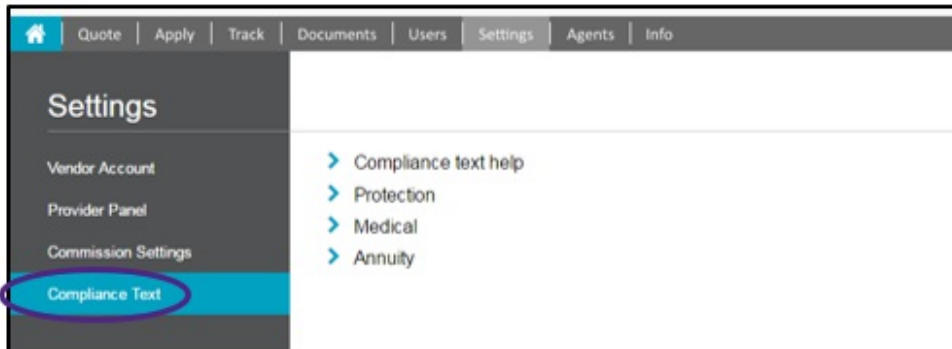 Quote | Apply | Track | Documents | Users | Settings | Agents | Info
Settings
Vendor Account
Provider Panel
Commission Settings
Compliance Text
Compliance text help
Protection
Medical
Annuity